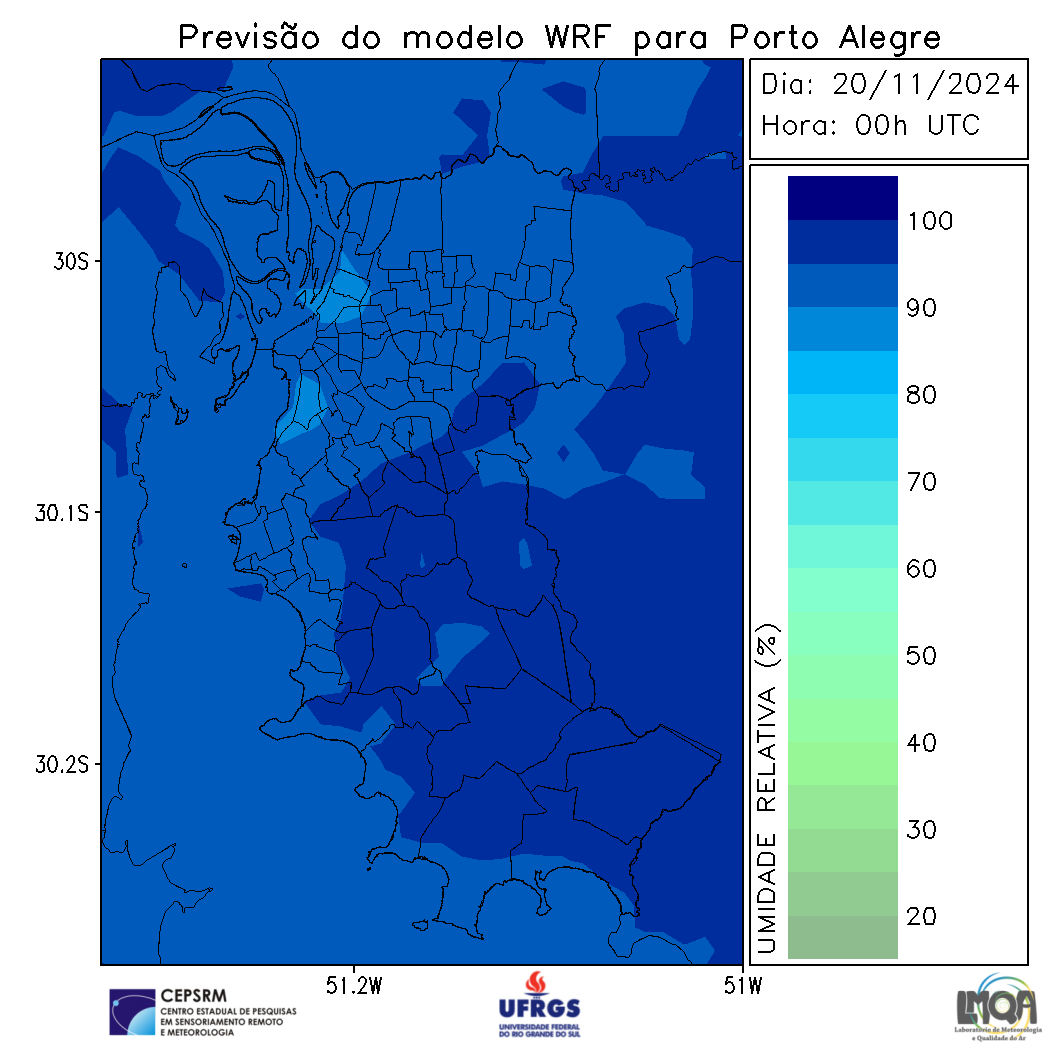 Previsão do modelo WRF para Porto Alegre
Dia: 20/11/2024
Hora: 00h UTC
30S
30.1S
30.2S
51.2W
51W
UMIDADE RELATIVA (%)
100
90
80
70
60
50
40
30
20
CEPSRM
CENTRO ESTADUAL DE PESQUISAS
EM SENSORIAMENTO REMOTO
E METEOROLOGIA
UFRGS
UNIVERSIDADE FEDERAL
DO RIO GRANDE DO SUL
LMQA
Laboratório de Meteorologia
e Qualidade do Ar